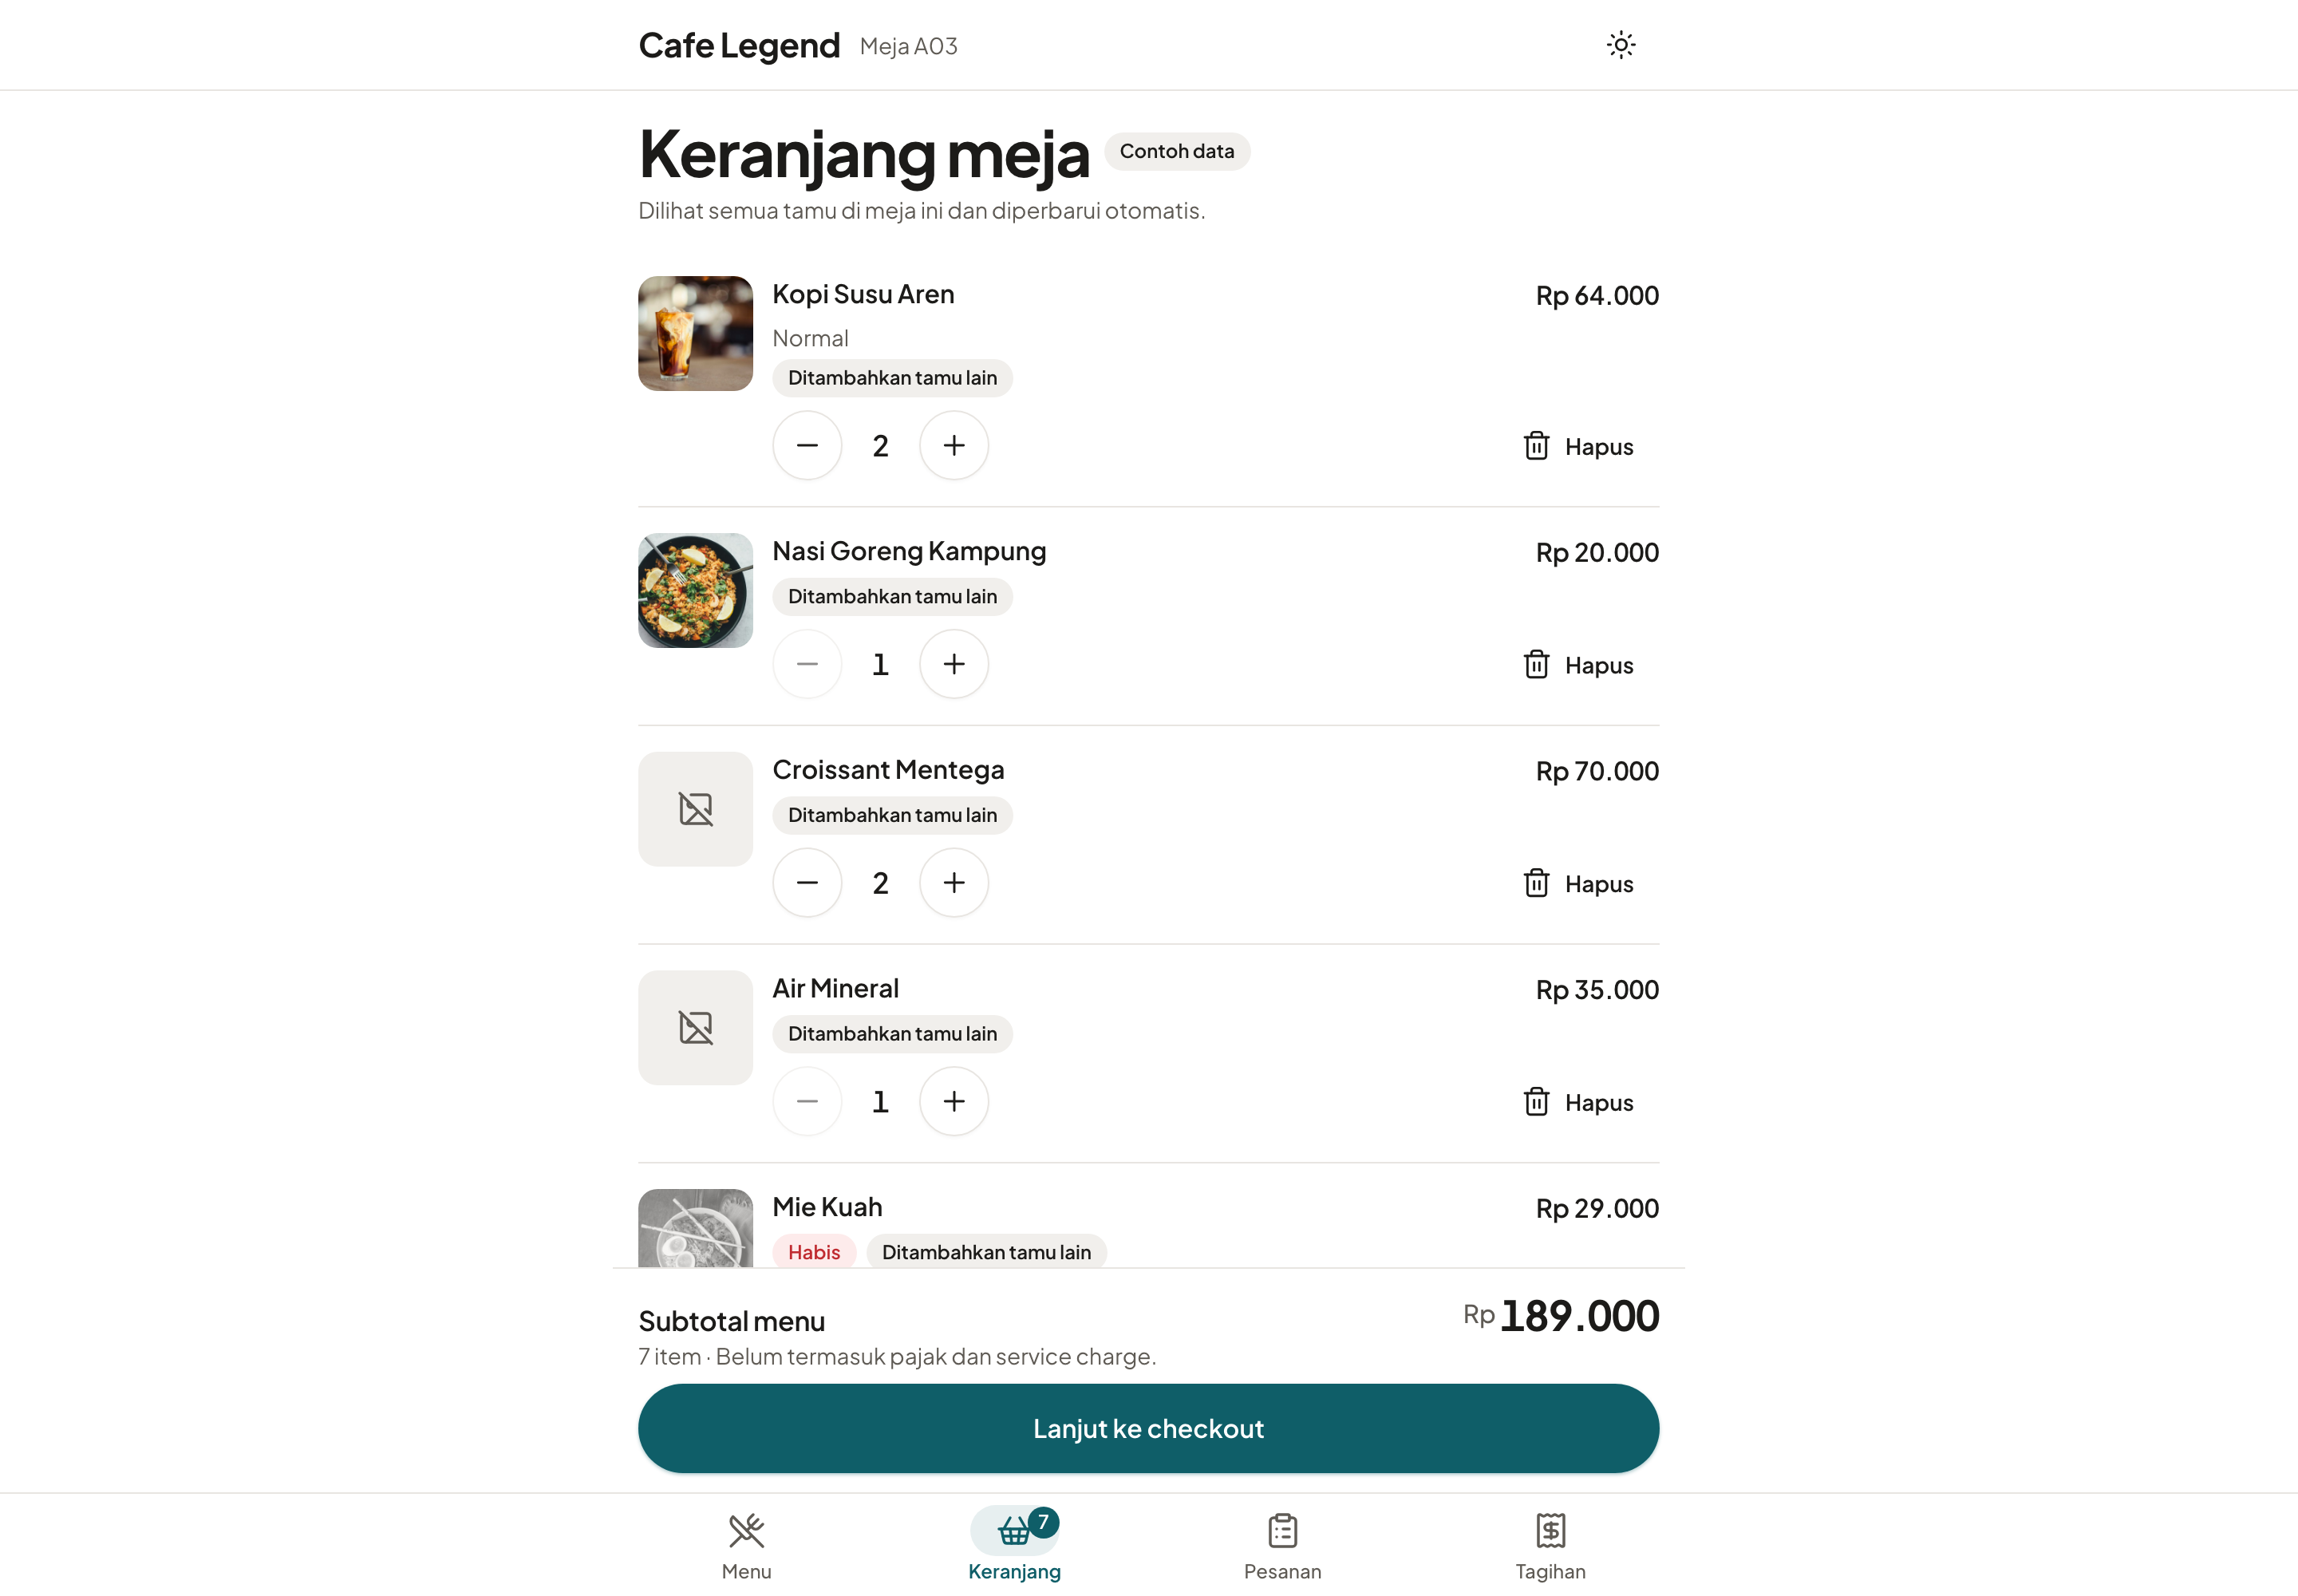 Cafe Legend Meja A03
Keranjang meja Contoh data
Dilihat semua tamu di meja ini dan diperbarui otomatis.
Kopi Susu Aren Rp 64.000
Normal
Ditambahkan tamu lain
2 Hapus
Nasi Goreng Kampung Rp 20.000
Ditambahkan tamu lain
1 Hapus
Croissant Mentega Rp 70.000
Ditambahkan tamu lain
2 Hapus
Air Mineral Rp 35.000
Ditambahkan tamu lain
1 Hapus
Mie Kuah Rp 29.000
Habis Ditambahkan tamu lain
Subtotal menu Rp 189.000
7 item · Belum termasuk pajak dan service charge.
Lanjut ke checkout
7
Menu Keranjang Pesanan Tagihan